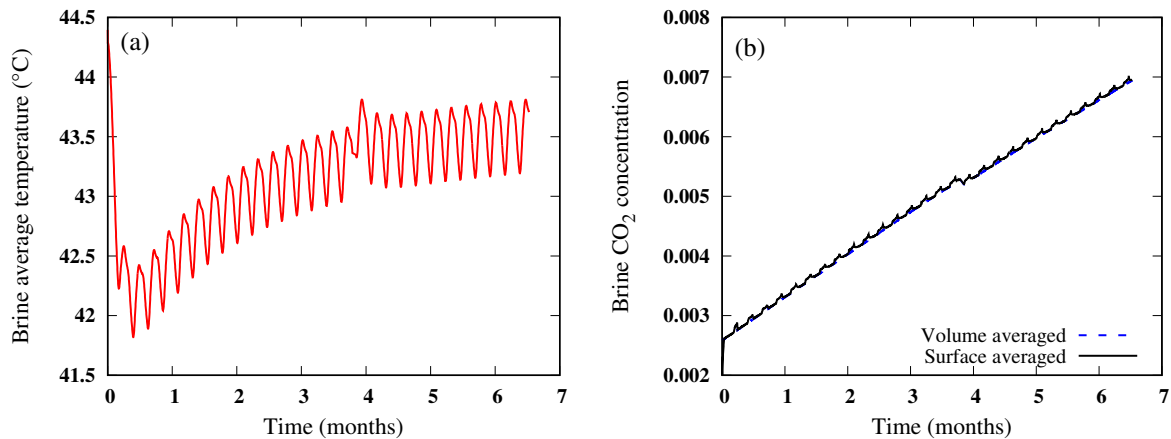 (a)
Brine average temperature (°C)
44.5
44
43.5
43
42.5
42
41.5
0 1 2 3 4 5 6 7
Time (months)
(b)
Brine CO2 concentration
0.008
0.007
0.006
0.005
0.004
0.003
0.002
Volume averaged
Surface averaged
0 1 2 3 4 5 6 7
Time (months)